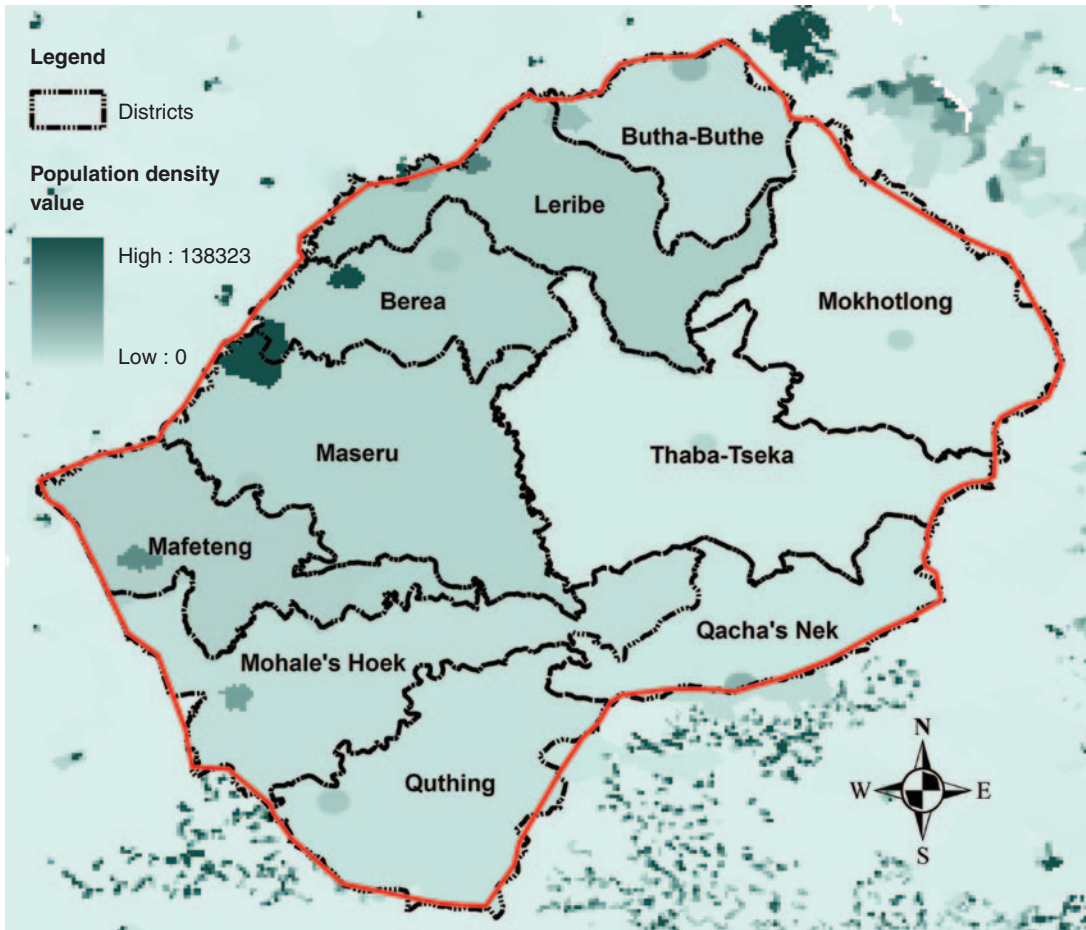 Legend
Districts
Population density
value
High : 138323
Low : 0
Butha-Buthe
Leribe
Mokhotlong
Berea
Maseru
Thaba-Tseka
Mafeteng
Qacha's Nek
Mohale's Hoek
Quthing
N
W
E
S